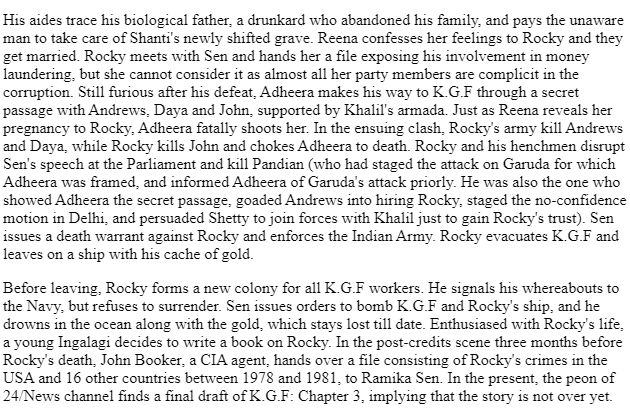 His aides trace his biological father, a drunkard who abandoned his family, and pays the unaware
man to take care of Shanti's newly shifted grave. Reena confesses her feelings to Rocky and they
get married. Rocky meets with Sen and hands her a file exposing his involvement in money
laundering, but she cannot consider it as almost all her party members are complicit in the
corruption. Still furious after his defeat, Adheera makes his way to K.G.F through a secret
passage with Andrews, Daya and John, supported by Khalil's armada. Just as Reena reveals her
pregnancy to Rocky, Adheera fatally shoots her. In the ensuing clash, Rocky's army kill Andrews
and Daya, while Rocky kills John and chokes Adheera to death. Rocky and his henchmen disrupt
Sen's speech at the Parliament and kill Pandian (who had staged the attack on Garuda for which
Adheera was framed, and informed Adheera of Garuda's attack priorly. He was also the one who
showed Adheera the secret passage, goaded Andrews into hiring Rocky, staged the no-confidence
motion in Delhi, and persuaded Shetty to join forces with Khalil just to gain Rocky's trust). Sen
issues a death warrant against Rocky and enforces the Indian Army. Rocky evacuates K.G.F and
leaves on a ship with his cache of gold.
Before leaving, Rocky forms a new colony for all K.G.F workers. He signals his whereabouts to
the Navy, but refuses to surrender. Sen issues orders to bomb K.G.F and Rocky's ship, and he
drowns in the ocean along with the gold, which stays lost till date. Enthusiased with Rocky's life,
a young Ingalagi decides to write a book on Rocky. In the post-credits scene three months before
Rocky's death, John Booker, a CIA agent, hands over a file consisting of Rocky's crimes in the
USA and 16 other countries between 1978 and 1981, to Ramika Sen. In the present, the peon of
24/News channel finds a final draft of K.G.F: Chapter 3, implying that the story is not over yet.